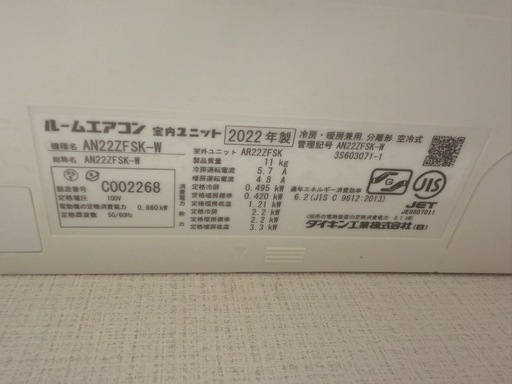 ルームエアコン 室内ユニット 2022年製 冷房・暖房兼用 分離形 空冷式
機種名 AN22ZFSK-W 室外ユニット AR22ZFSK 管理記号 AN22ZFSK-W
総称名 AN22ZFSK-W 11 kg 3S603071-1
冷房運転電流 5.7 A
暖房運転電流 4.8 A
製造番号 C002268
定格電圧 100V
電動機の定格消費電力 0.860kW
定格周波数 50/60Hz
消費電力
定格冷房 0.495 kW
定格暖房標準 0.420 kW
定格暖房低温 1.21 kW
定格冷房 2.2 kW
定格暖房標準 2.2 kW
定格暖房低温 3.3 kW
通年エネルギー消費効率
6.2 (JIS C 9612:2013)
JIS
JET
JE0507011
ダイキン工業株式会社